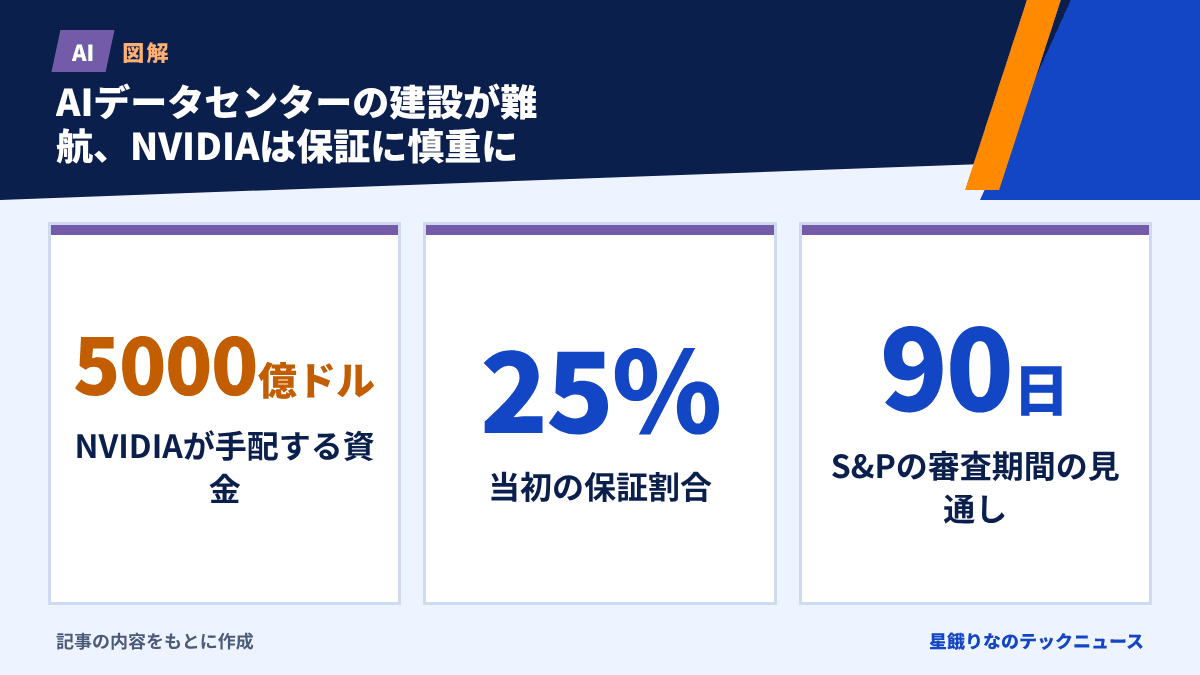 AI 図解
AIデータセンターの建設が難
航、NVIDIAは保証に慎重に
5000億ドル
NVIDIAが手配する資
金
25%
当初の保証割合
90日
S&Pの審査期間の見
通し
記事の内容をもとに作成
星餓りなのテックニュース